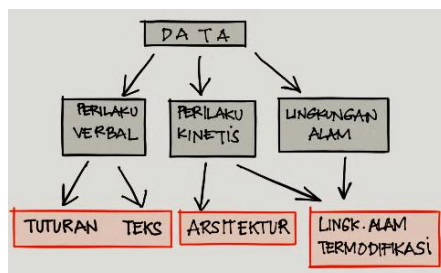 DATA
PERILAKU
VERBAL
PERILAKU
KINETIS
LINGKUNGAN
ALAM
TUTURAN TEKS
ARSITEKTUR
LINGK. ALAM
TERMODIFIKASI